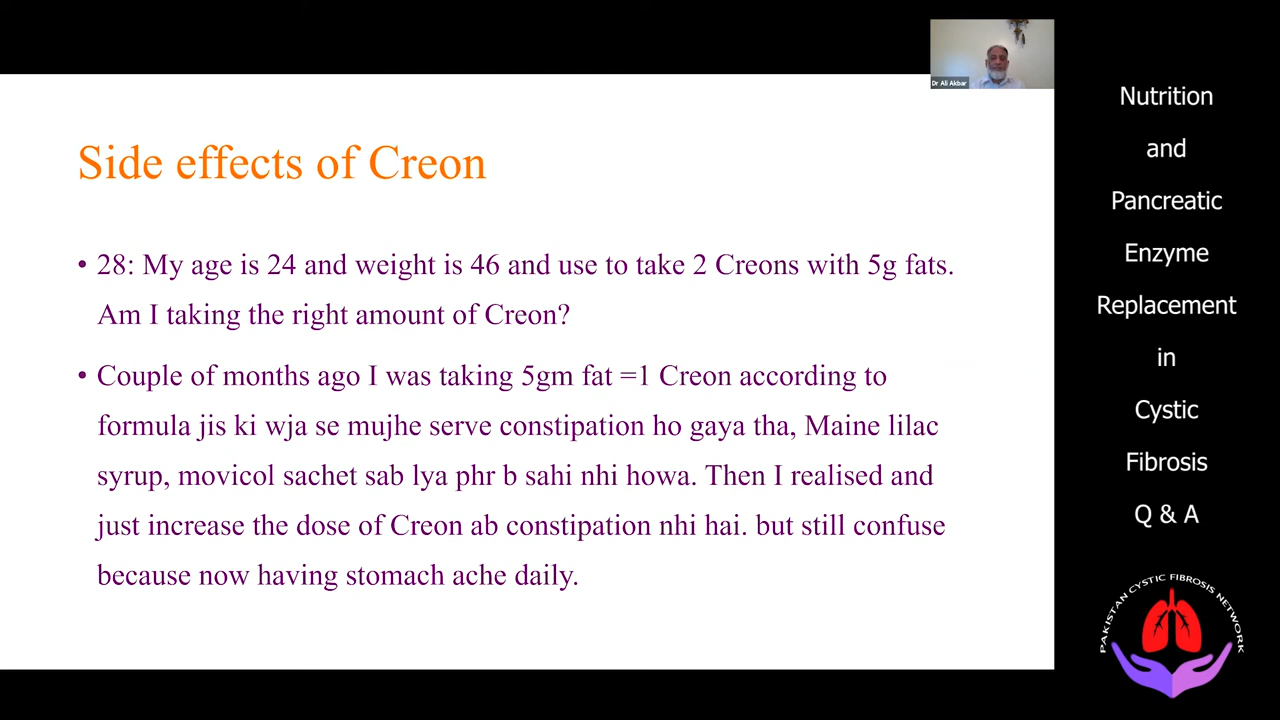 Dr Ali Akbar
Side effects of Creon
• 28: My age is 24 and weight is 46 and use to take 2 Creons with 5g fats.
Am I taking the right amount of Creon?
• Couple of months ago I was taking 5gm fat =1 Creon according to
formula jis ki wja se mujhe serve constipation ho gaya tha, Maine lilac
syrup, movicol sachet sab lya phr b sahi nhi howa. Then I realised and
just increase the dose of Creon ab constipation nhi hai. but still confuse
because now having stomach ache daily.
Nutrition
and
Pancreatic
Enzyme
Replacement
in
Cystic
Fibrosis
Q & A
PAKISTAN CYSTIC FIBROSIS NETWORK